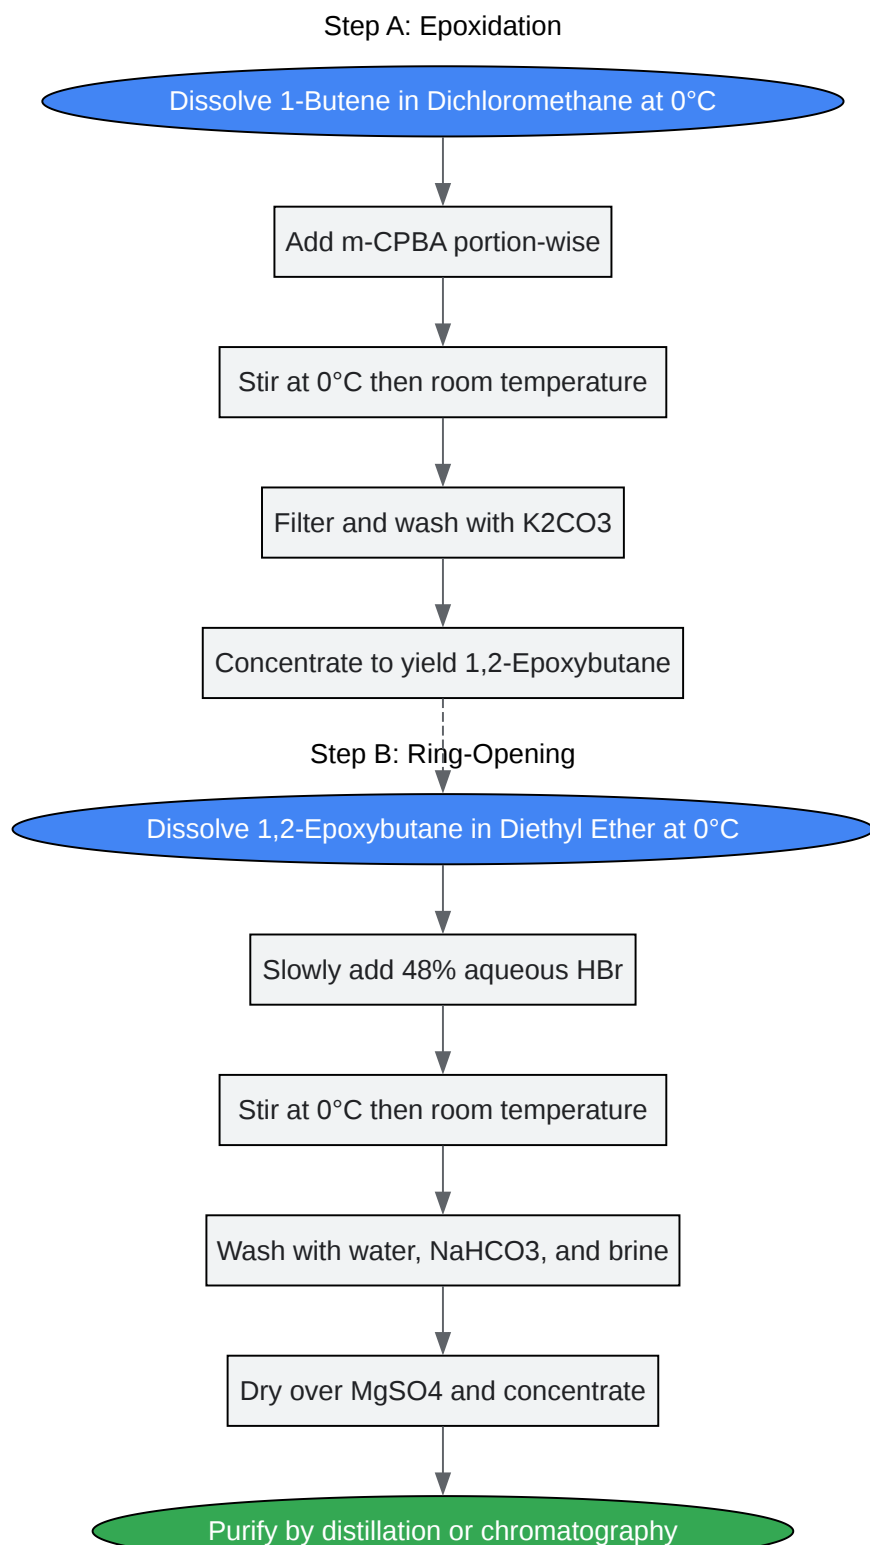 Step A: Epoxidation
Dissolve 1-Butene in Dichloromethane at 0°C
Add m-CPBA portion-wise
Stir at 0°C then room temperature
Filter and wash with K2CO3
Concentrate to yield 1,2-Epoxybutane
Step B: Ring-Opening
Dissolve 1,2-Epoxybutane in Diethyl Ether at 0°C
Slowly add 48% aqueous HBr
Stir at 0°C then room temperature
Wash with water, NaHCO3, and brine
Dry over MgSO4 and concentrate
Purify by distillation or chromatography